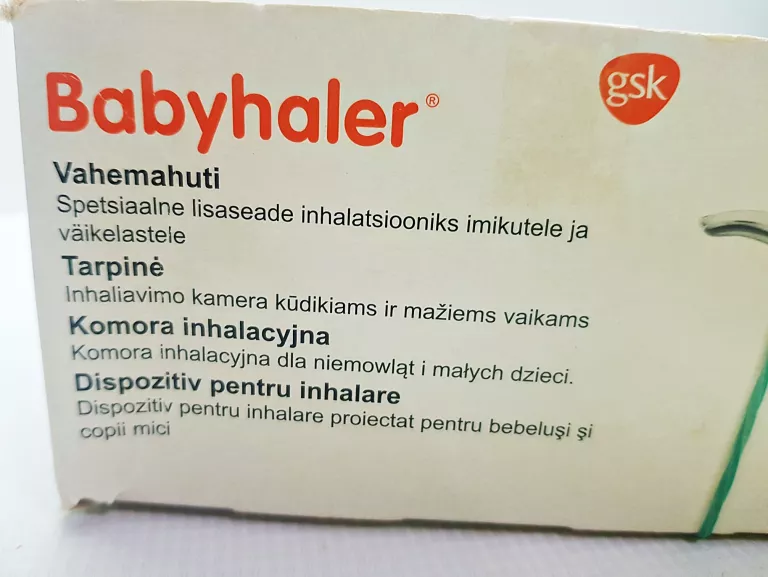 Babyhaler®
gsk
Vahemahuti
Spetsiaalne lisaseade inhalatsiooniks imikutele ja
väikelastele
Tarpinė
Inhaliavimo kamera kūdikiams ir mažiems vaikams
Komora inhalacyjna
Komora inhalacyjna dla niemowląt i małych dzieci.
Dispozitiv pentru inhalare
Dispozitiv pentru inhalare proiectat pentru bebeluşi şi
copii mici